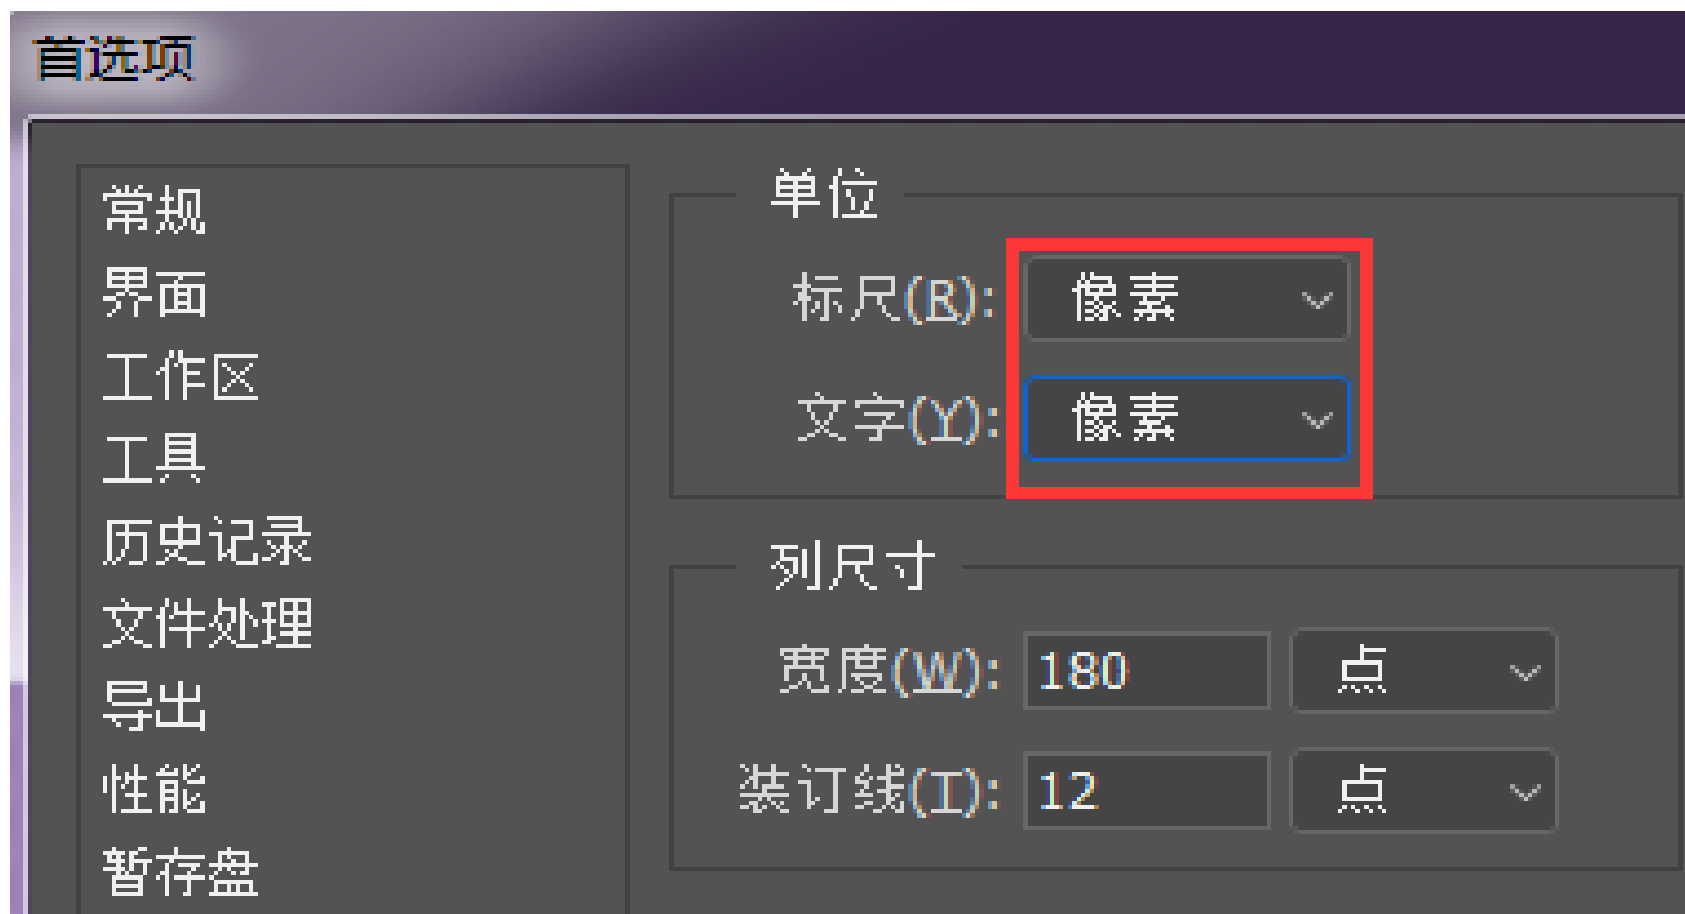 首选项
常规
界面
工作区
工具
历史记录
文件处理
导出
性能
暂存盘
单位
标尺(R): 像素
文字(Y): 像素
列尺寸
宽度(W): 180 点
装订线(T): 12 点